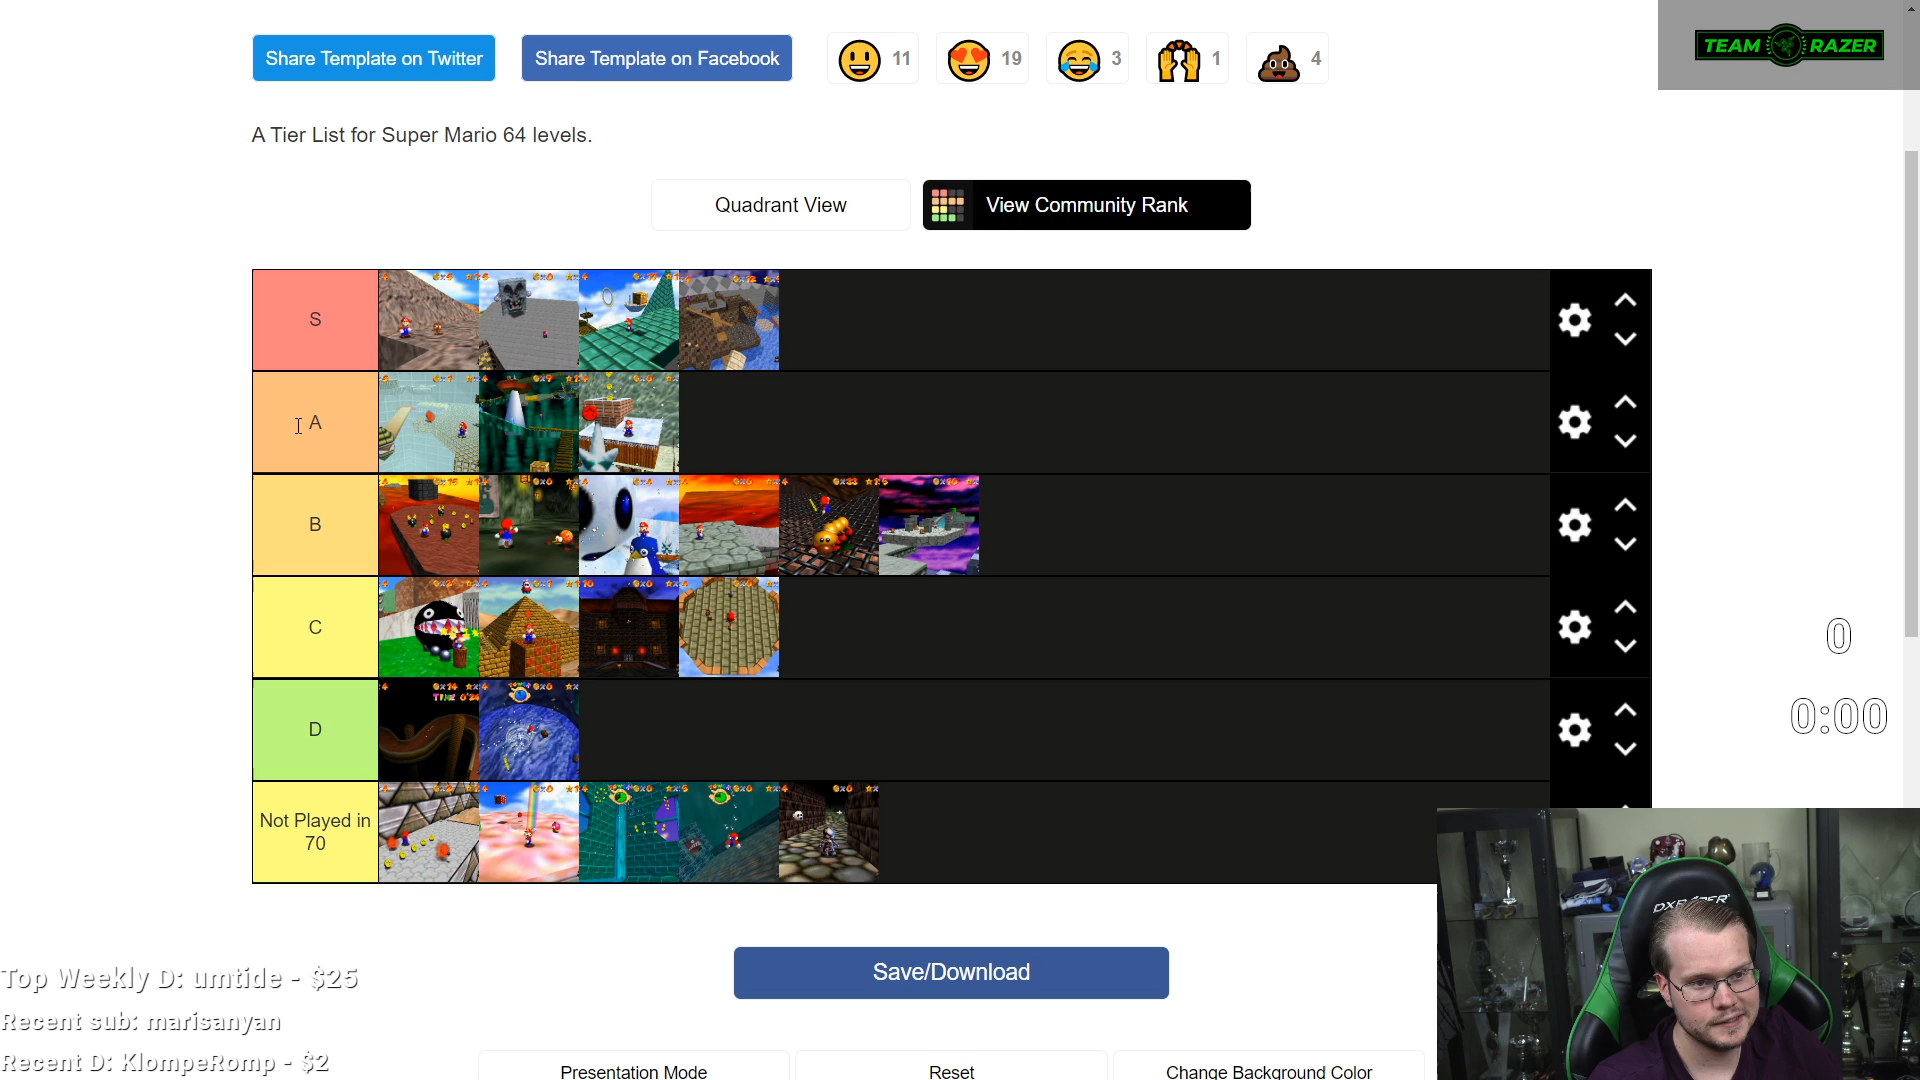 Share Template on Twitter
Share Template on Facebook
11
19
3
1
4
TEAM RAZER
A Tier List for Super Mario 64 levels.
Quadrant View
View Community Rank
S
A
B
C
D
Not Played in
70
0
0:00
DXRACER
Save/Download
Top Weekly D: umtide - $25
Recent sub: marisanyan
Recent D: KlompeRomp - $2
Presentation Mode
Reset
Change Background Color